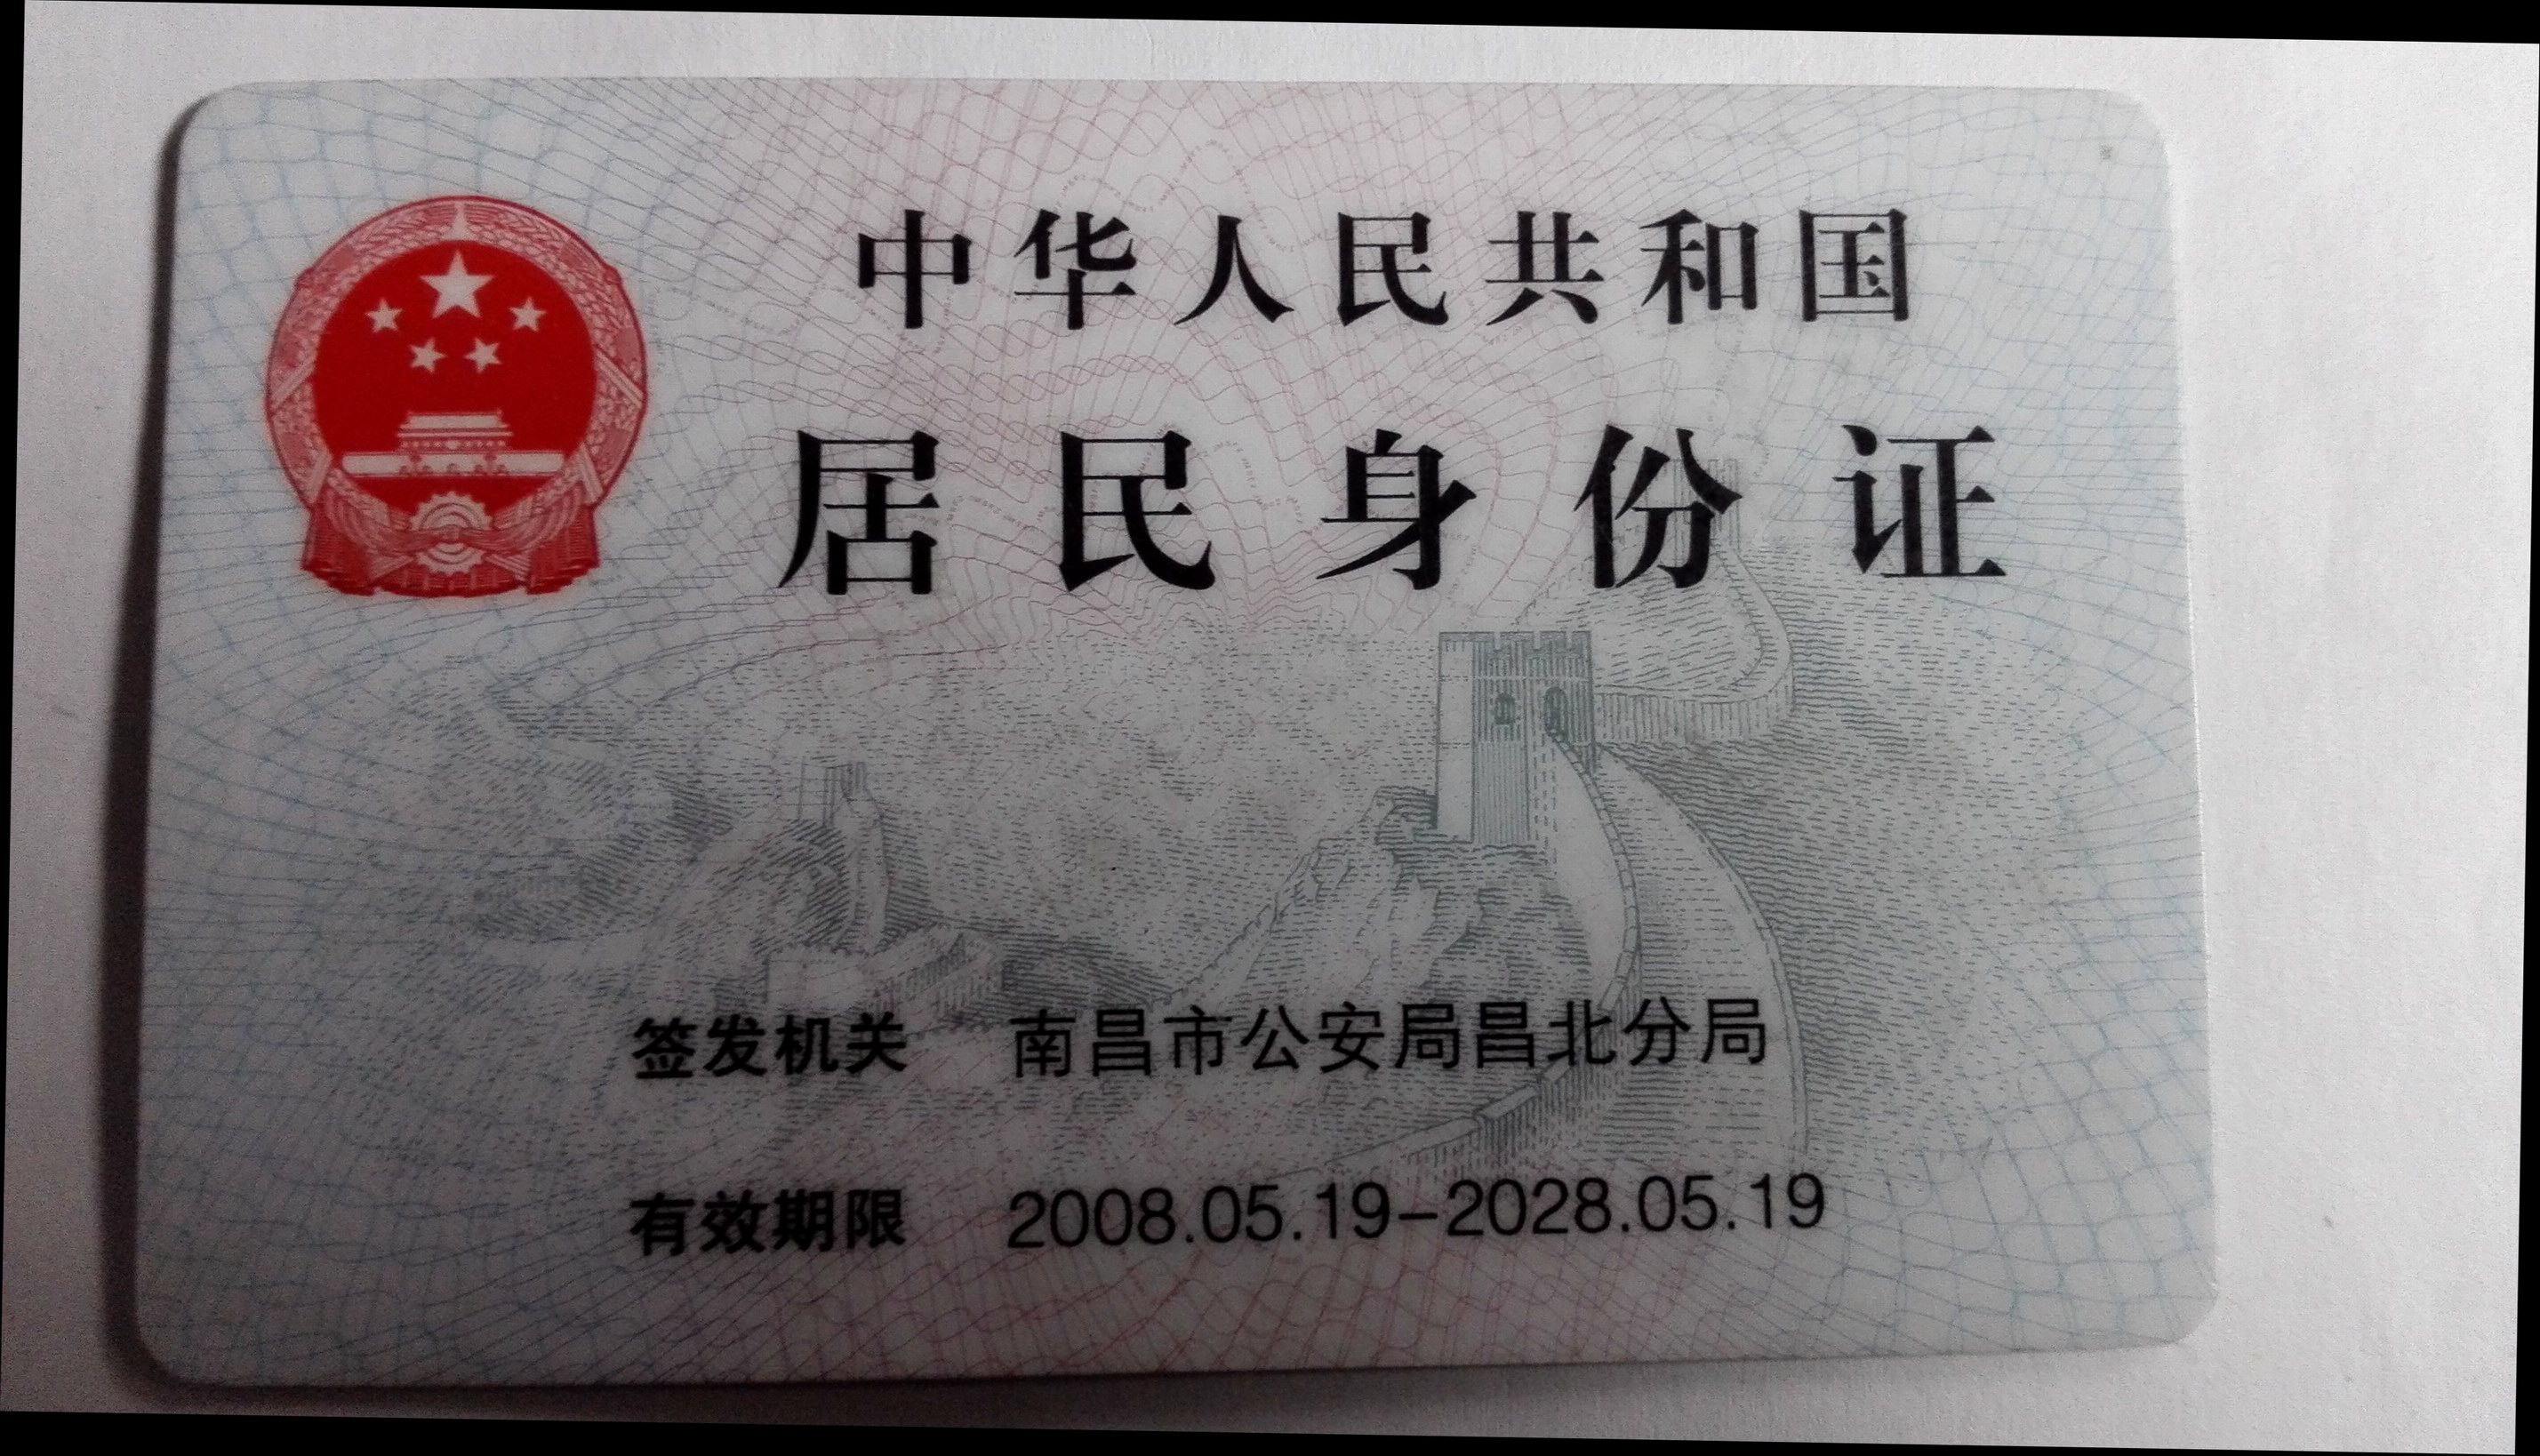 中华人民共和国
居民身份证
签发机关 南昌市公安局昌北分局
有效期限 2008.05.19-2028.05.19